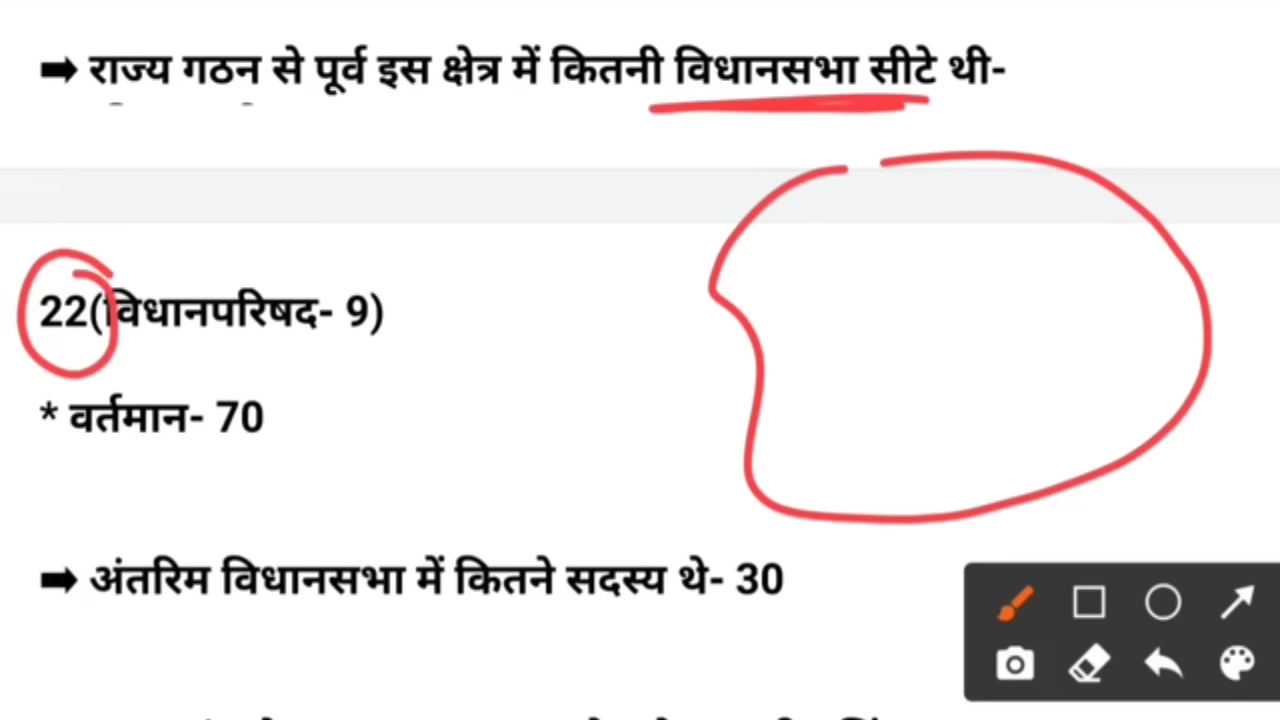 ➡ राज्य गठन से पूर्व इस क्षेत्र में कितनी विधानसभा सीटे थी-
22(विधानपरिषद- 9)
* वर्तमान- 70
➡ अंतरिम विधानसभा में कितने सदस्य थे- 30